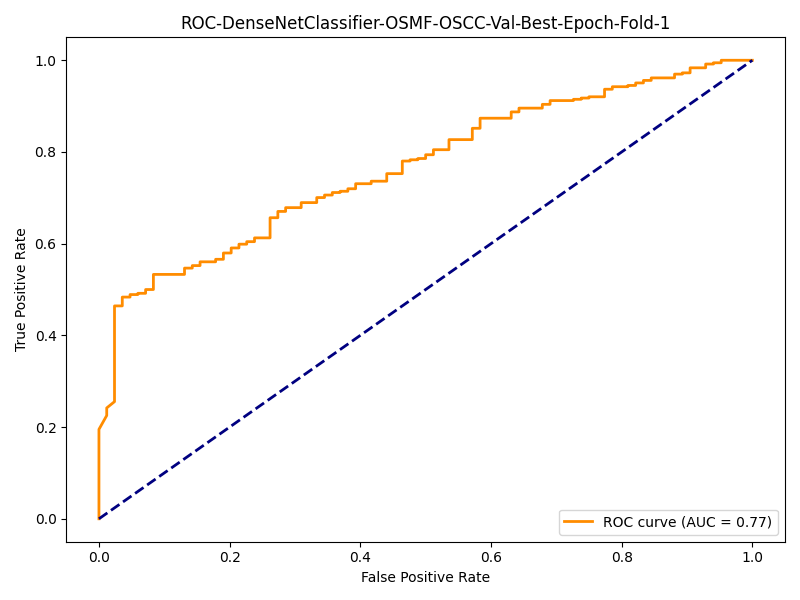 ROC-DenseNetClassifier-OSMF-OSCC-Val-Best-Epoch-Fold-1
True Positive Rate
1.0
0.8
0.6
0.4
0.2
0.0
ROC curve (AUC = 0.77)
0.0 0.2 0.4 0.6 0.8 1.0
False Positive Rate